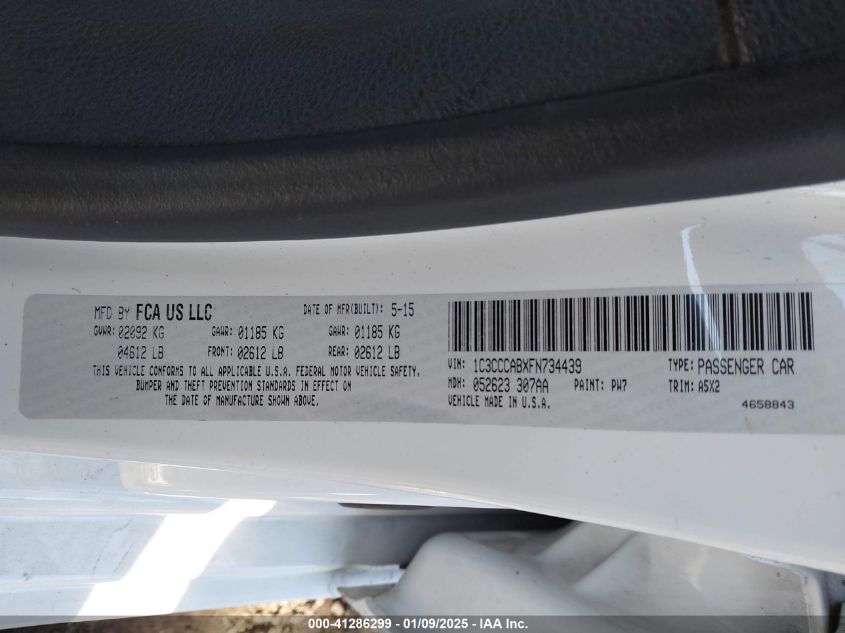 MFD BY FCA US LLC DATE OF MFR(BUILT): 5-15
GVWR: 02092 KG GAWR: 01185 KG GAWR: 01185 KG
04612 LB FRONT: 02612 LB REAR: 02612 LB
THIS VEHICLE CONFORMS TO ALL APPLICABLE U.S.A. FEDERAL MOTOR VEHICLE SAFETY,
BUMPER AND THEFT PREVENTION STANDARDS IN EFFECT ON
THE DATE OF MANUFACTURE SHOWN ABOVE.
VIN: 1C3CCCABXFN734439 TYPE: PASSENGER CAR
MDH: 052623 307AA PAINT: PW7 TRIM: A5X2
VEHICLE MADE IN U.S.A. 4658843
000-41286299 - 01/09/2025 - IAA Inc.